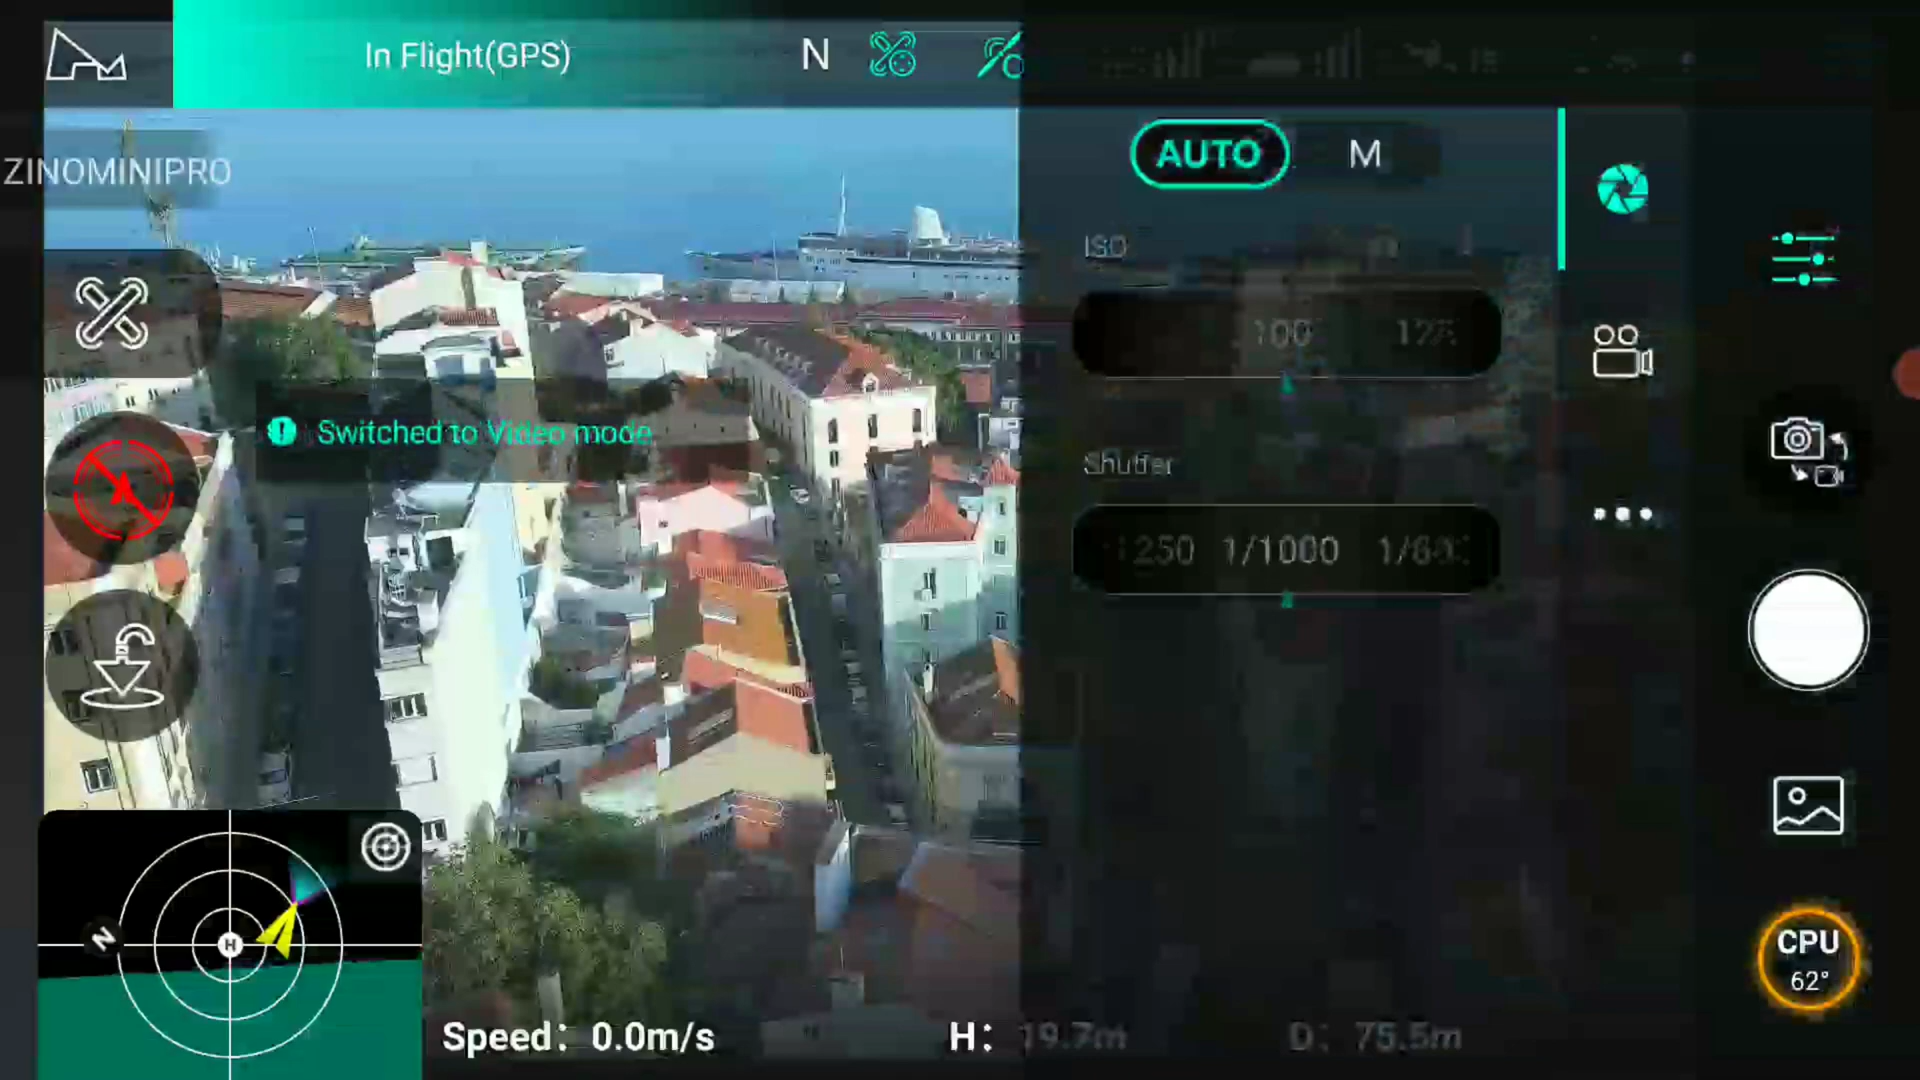 In Flight(GPS) N
ZINOMINIPRO
AUTO M
ISO
100 125
Switched to Video mode
Shutter
1/1000
N
H
CPU
62°
Speed: 0.0m/s H: 19.7m D: 75.5m